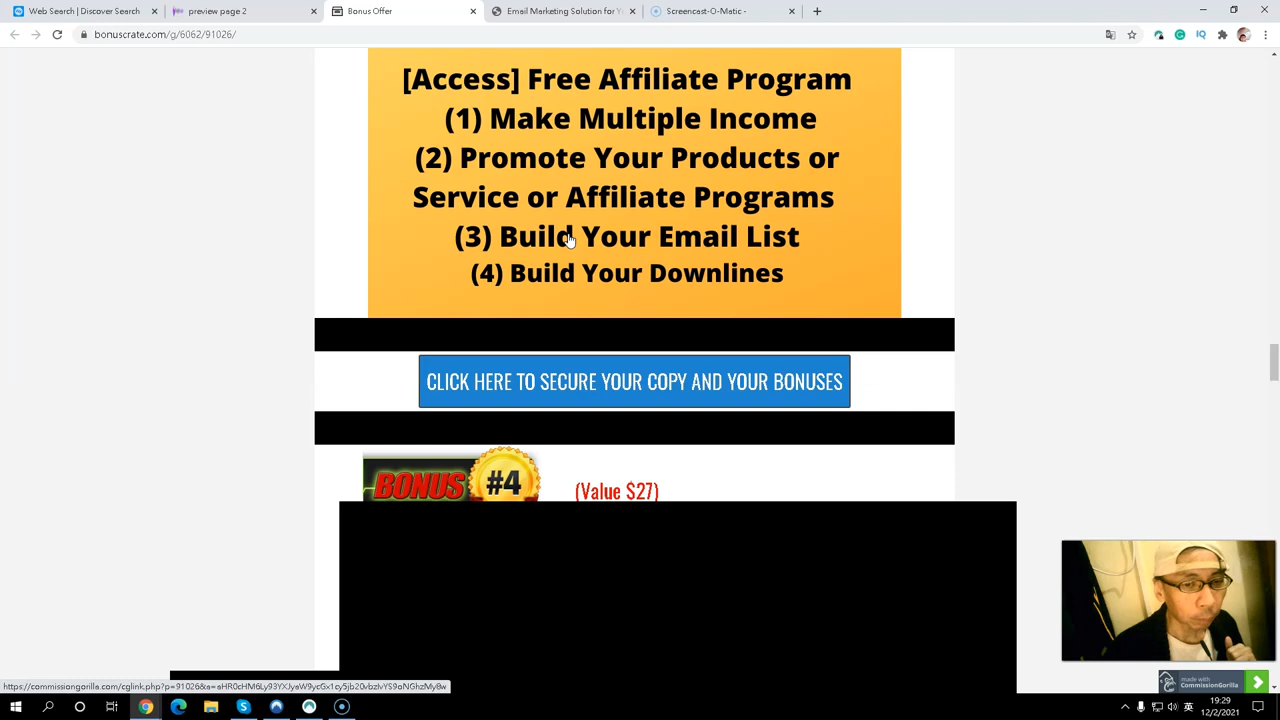 Web Search | Discover Search
preview page 2
Bonus Offer
Email Marketing Solution for Y
Screencast-O-Matic -
bonuscrate.com/g/6062/91026/
[Access] Free Affiliate Program
(1) Make Multiple Income
(2) Promote Your Products or
Service or Affiliate Programs
(3) Build Your Email List
(4) Build Your Downlines
CLICK HERE TO SECURE YOUR COPY AND YOUR BONUSES
BONUS #4
(Value $27)
made with
CommissionGorilla
19:29
英
12/2/2021